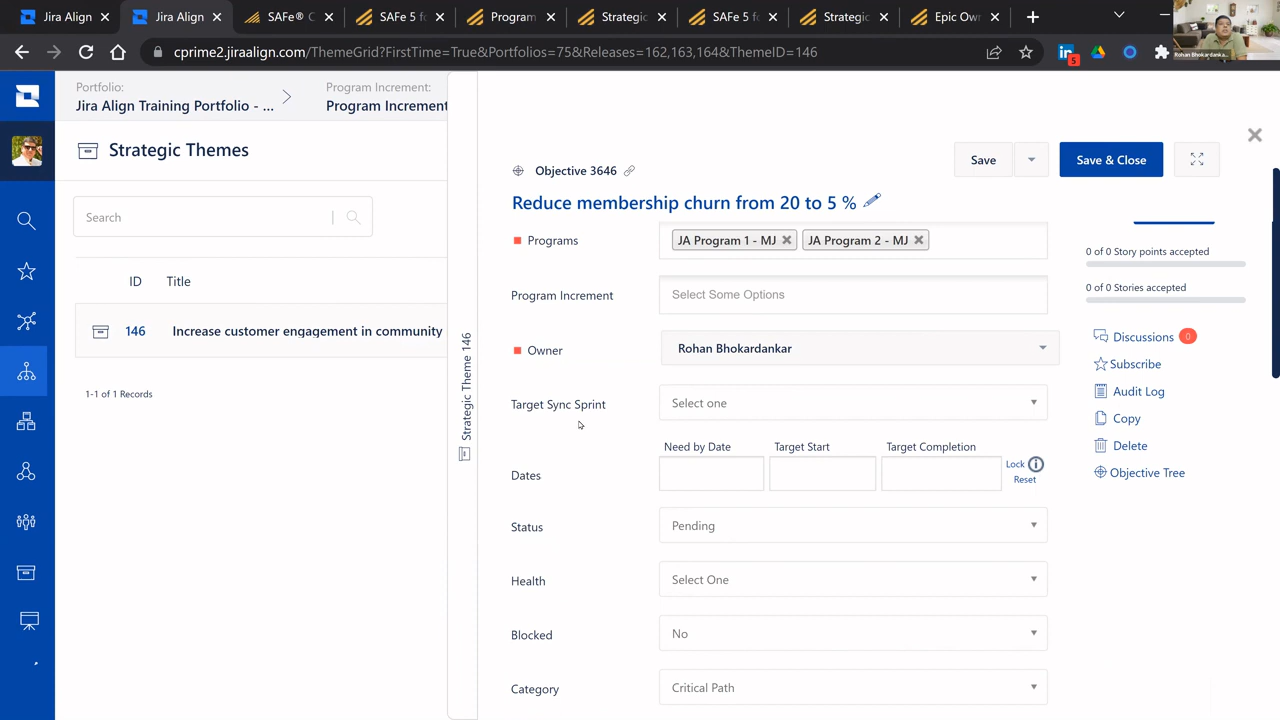 Jira Align
Jira Align
SAFe® C
SAFe 5 f
Program
Strategic
SAFe 5 f
Strategic
Epic Ow
cprime2.jiraalign.com/ThemeGrid?FirstTime=True&Portfolios=75&Releases=162,163,164&ThemeID=146
5
Rohan Bhokardanka...
Portfolio:
Jira Align Training Portfolio - ...
Program Increment:
Program Increment
Strategic Themes
Search
ID Title
146 Increase customer engagement in community
1-1 of 1 Records
Strategic Theme 146
Objective 3646
Save
Save & Close
Reduce membership churn from 20 to 5 %
Programs
JA Program 1 - MJ
JA Program 2 - MJ
Program Increment
Select Some Options
Owner
Rohan Bhokardankar
Target Sync Sprint
Select one
Need by Date Target Start Target Completion
Dates
Lock
Reset
Status
Pending
Health
Select One
Blocked
No
Category
Critical Path
0 of 0 Story points accepted
0 of 0 Stories accepted
Discussions 0
Subscribe
Audit Log
Copy
Delete
Objective Tree